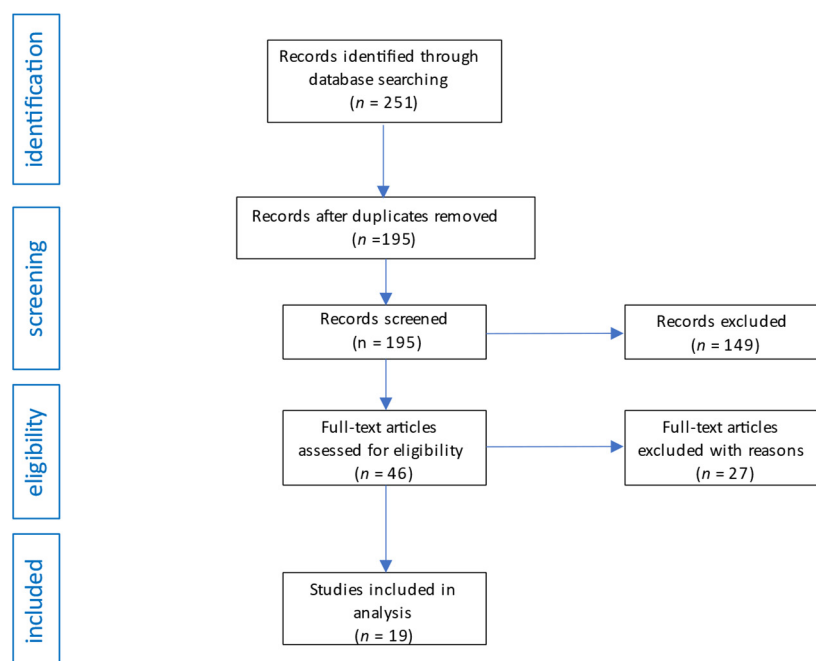 identification
Records identified through
database searching
(n = 251)
screening
Records after duplicates removed
(n =195)
Records screened
(n = 195)
Records excluded
(n = 149)
eligibility
Full-text articles
assessed for eligibility
(n = 46)
Full-text articles
excluded with reasons
(n = 27)
included
Studies included in
analysis
(n = 19)